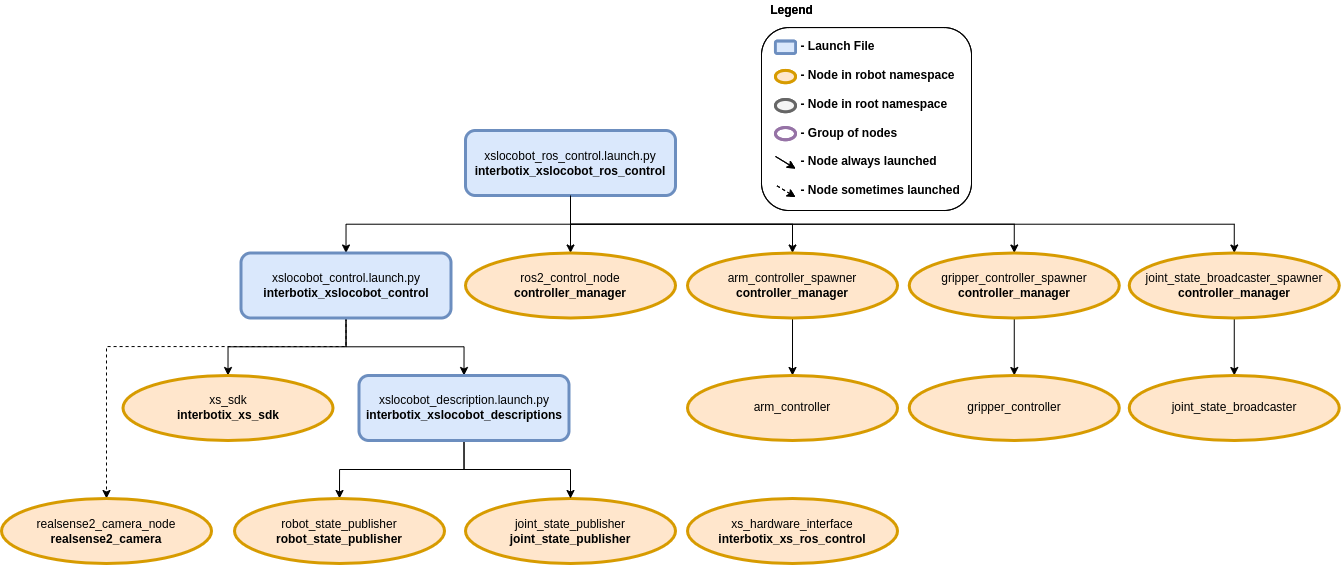 Legend
- Launch File
- Node in robot namespace
- Node in root namespace
- Group of nodes
- Node always launched
- Node sometimes launched
xslocobot_ros_control.launch.py
interbotix_xslocobot_ros_control
xslocobot_control.launch.py
interbotix_xslocobot_control
ros2_control_node
controller_manager
arm_controller_spawner
controller_manager
gripper_controller_spawner
controller_manager
joint_state_broadcaster_spawner
controller_manager
xs_sdk
interbotix_xs_sdk
xslocobot_description.launch.py
interbotix_xslocobot_descriptions
arm_controller
gripper_controller
joint_state_broadcaster
realsense2_camera_node
realsense2_camera
robot_state_publisher
robot_state_publisher
joint_state_publisher
joint_state_publisher
xs_hardware_interface
interbotix_xs_ros_control